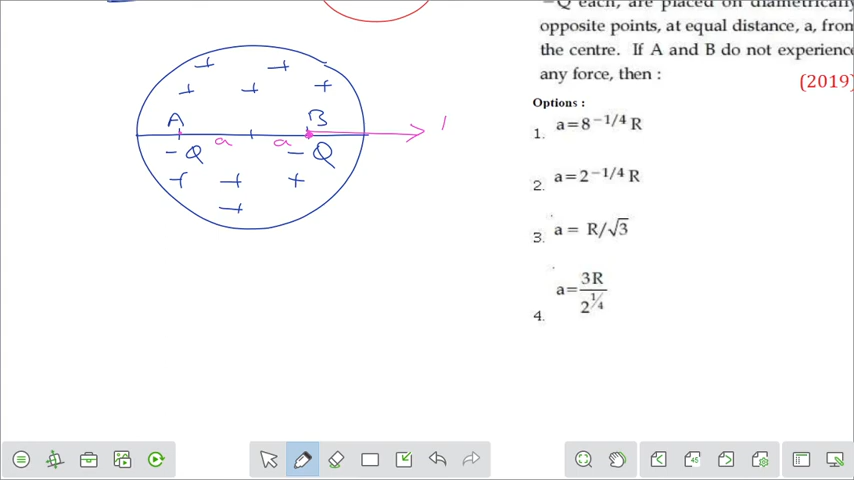 − Q each, are placed on diametrically
opposite points, at equal distance, a, from
the centre. If A and B do not experience
any force, then :
(2019)
Options :
1. a = 8^{−1/4} R
2. a = 2^{−1/4} R
3. a = R/√3
4. a = 3R / 2^{1/4}
+ +
+ + +
A B
a a
− Q − Q
+ + +
+
45